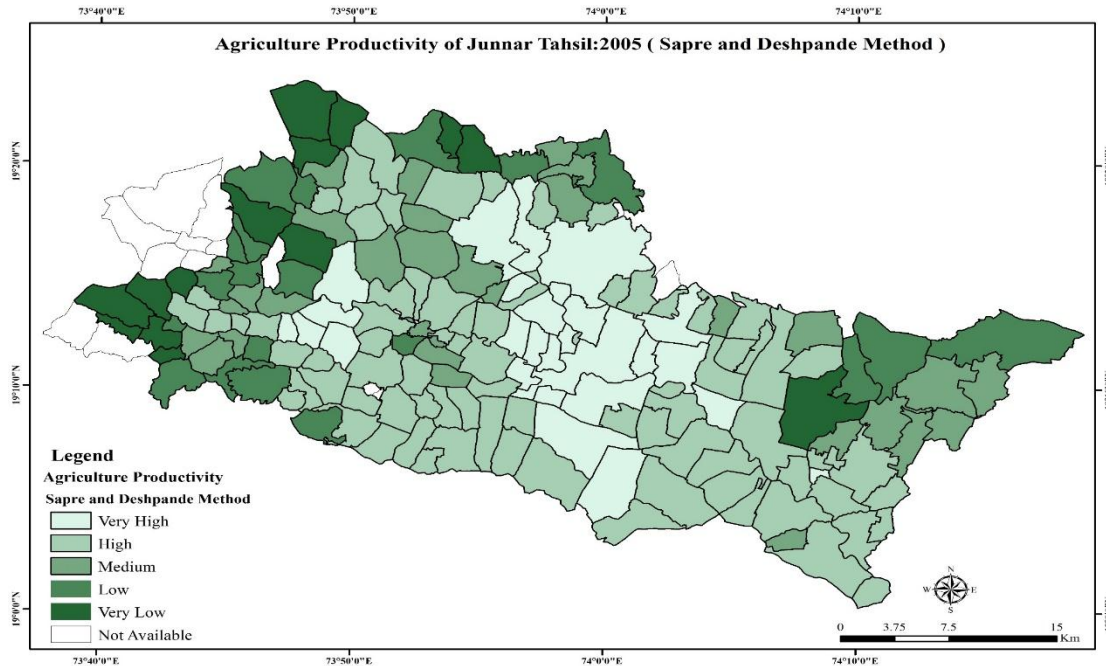 73°40'0"E 73°50'0"E 74°0'0"E 74°10'0"E
Agriculture Productivity of Junnar Tahsil:2005 ( Sapre and Deshpande Method )
19°20'0"N
19°10'0"N
19°0'0"N
Legend
Agriculture Productivity
Sapre and Deshpande Method
Very High
High
Medium
Low
Very Low
Not Available
N
W E
S
0 3.75 7.5 15
Km
73°40'0"E 73°50'0"E 74°0'0"E 74°10'0"E